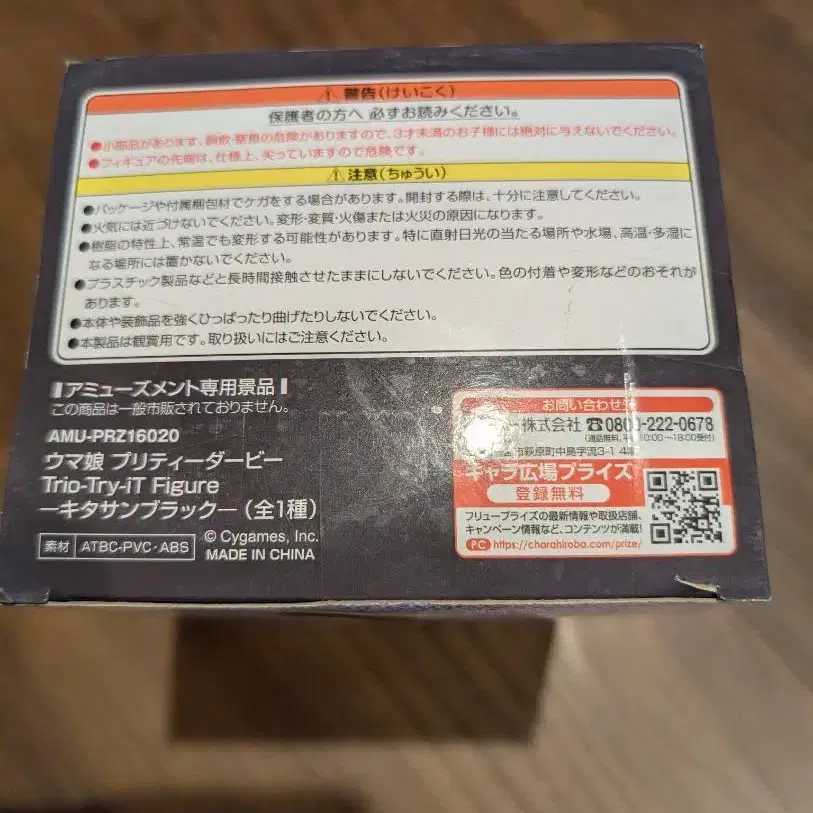 ⚠ 警告(けいこく)
保護者の方へ 必ずお読みください。
●小部品があります。誤飲・窒息の危険がありますので、3才未満のお子様には絶対に与えないでください。
●フィギュアの先端は、仕様上、尖っていますので危険です。
⚠ 注意(ちゅうい)
●パッケージや付属梱包材でケガをする場合があります。開封する際は、十分に注意してください。
●火気には近づけないでください。変形・変質・火傷または火災の原因になります。
●樹脂の特性上、常温でも変形する可能性があります。特に直射日光の当たる場所や水場、高温・多湿に
なる場所には置かないでください。
●プラスチック製品などと長時間接触させたままにしないでください。色の付着や変形などのおそれが
あります。
●本体や装飾品を強くひっぱったり曲げたりしないでください。
●本製品は観賞用です。取り扱いにはご注意ください。
アミューズメント専用景品
この商品は一般市販されておりません。
AMU-PRZ16020
ウマ娘 プリティーダービー
Trio-Try-iT Figure
―キタサンブラック―(全1種)
素材 ATBC-PVC・ABS
© Cygames, Inc.
MADE IN CHINA
お問い合わせ先
株式会社 ☎0800-222-0678
10:00〜18:00受付)
市萩原町中島字流3-1 4
キャラ広場プライズ
登録無料
フリュープライズの最新情報や取扱店舗、
キャンペーン情報など、コンテンツが満載!
PC https://charahiroba.com/prize/